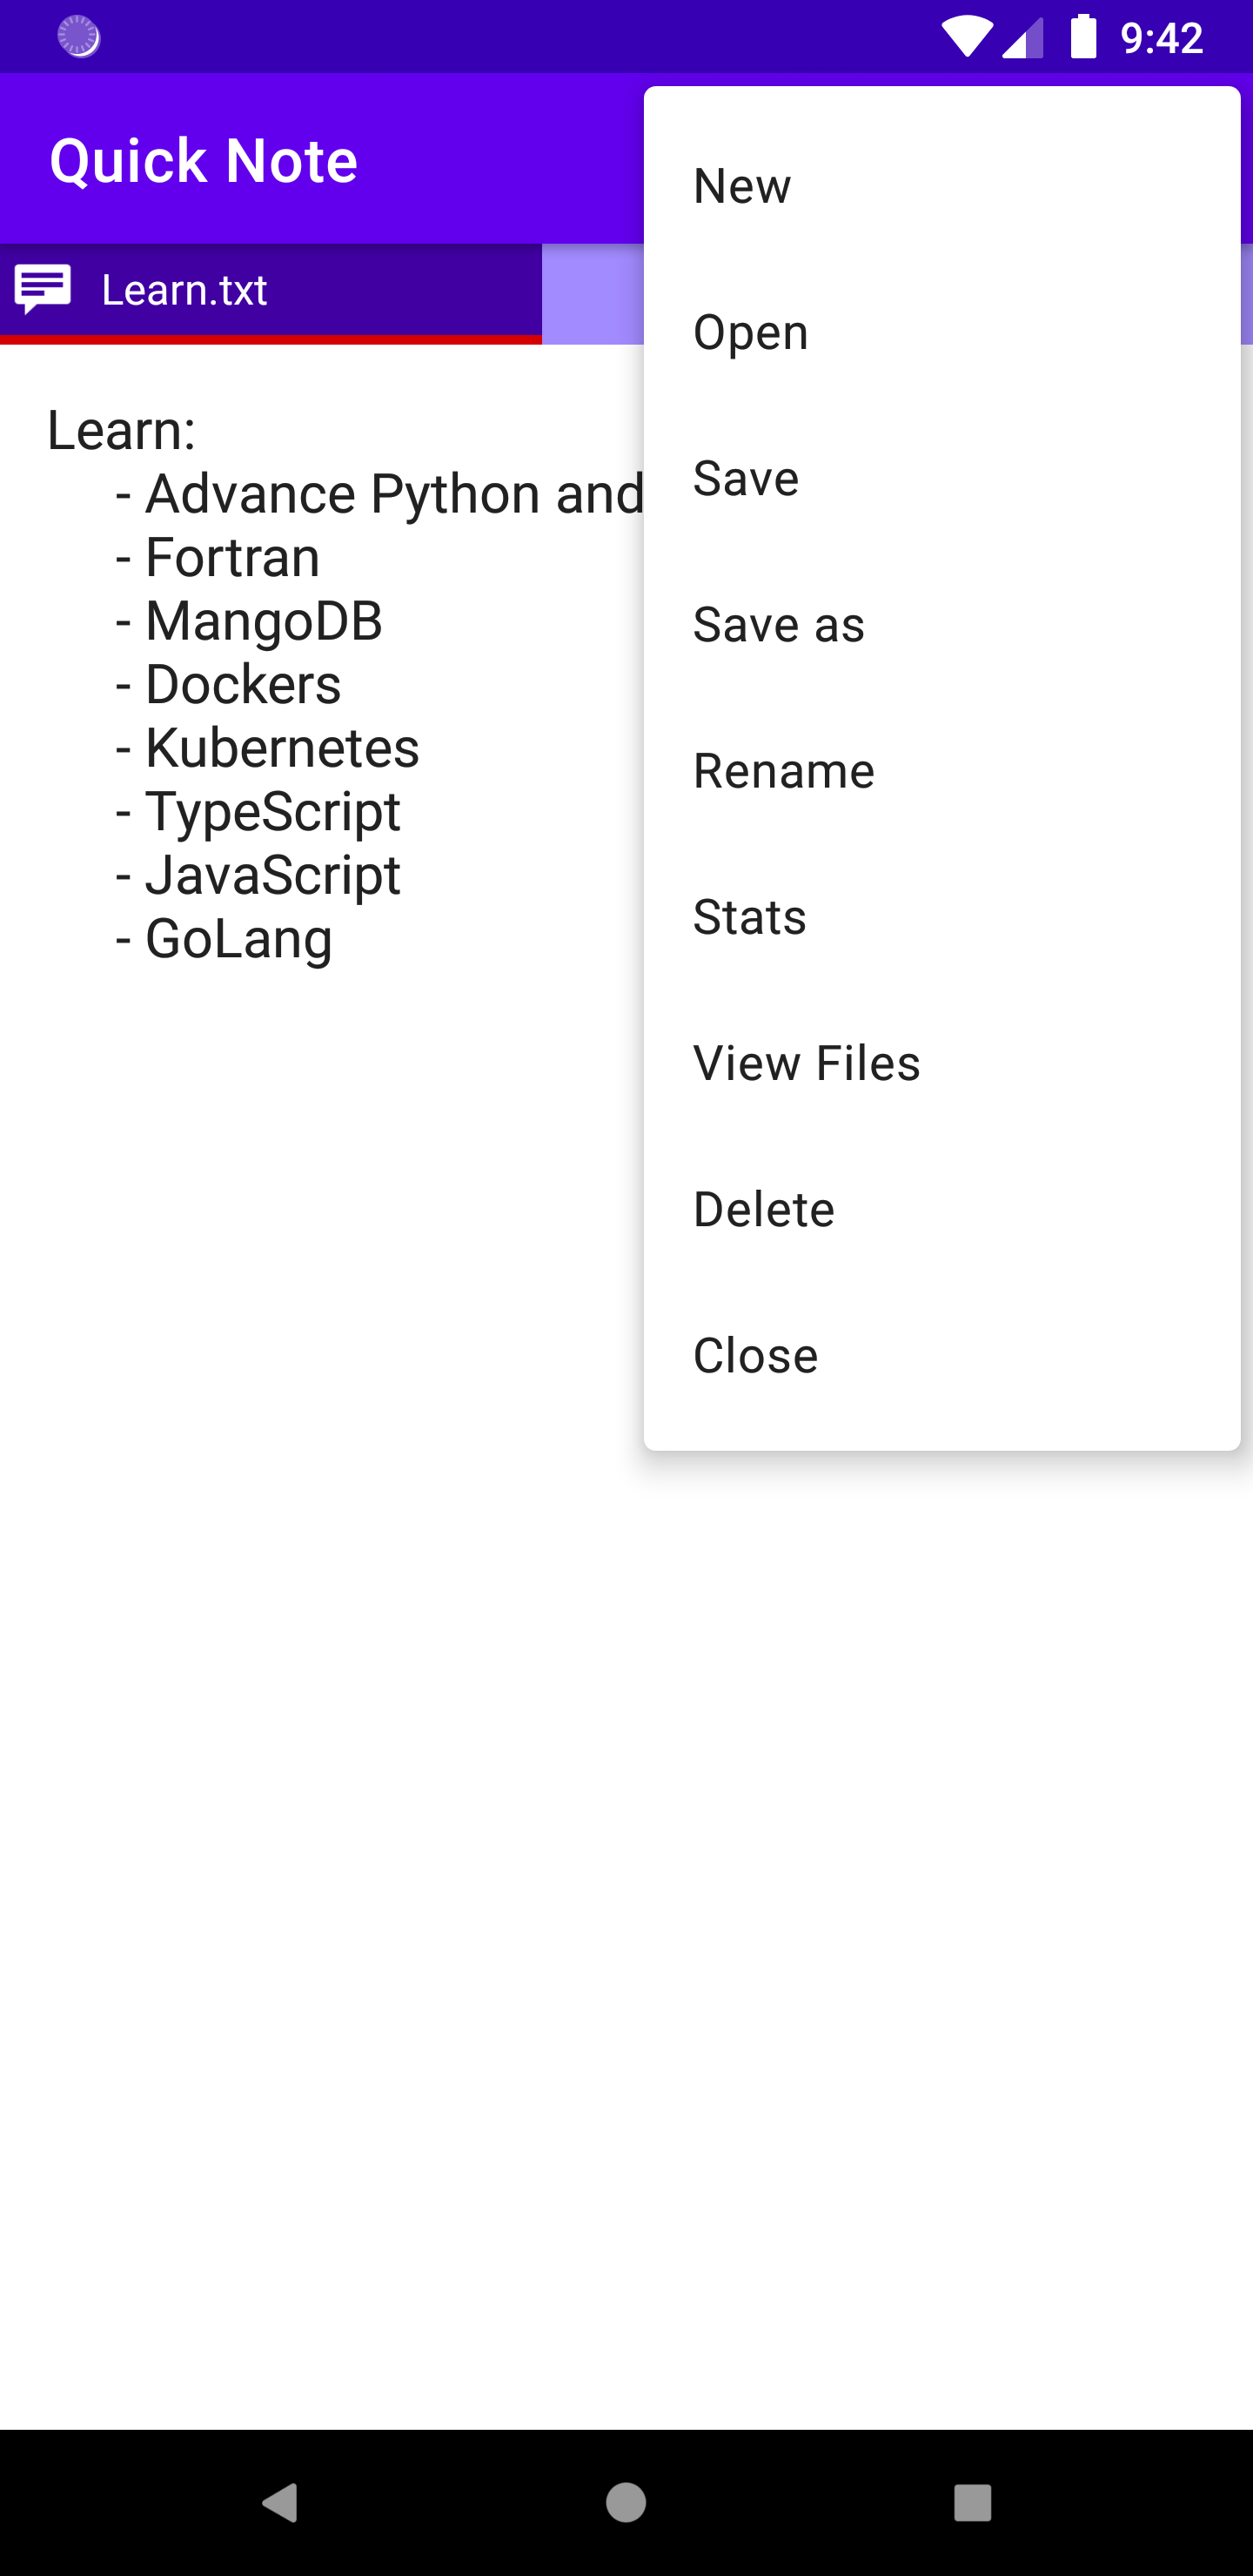 9:42
Quick Note
Learn.txt
Learn:
- Advance Python and
- Fortran
- MangoDB
- Dockers
- Kubernetes
- TypeScript
- JavaScript
- GoLang
New
Open
Save
Save as
Rename
Stats
View Files
Delete
Close